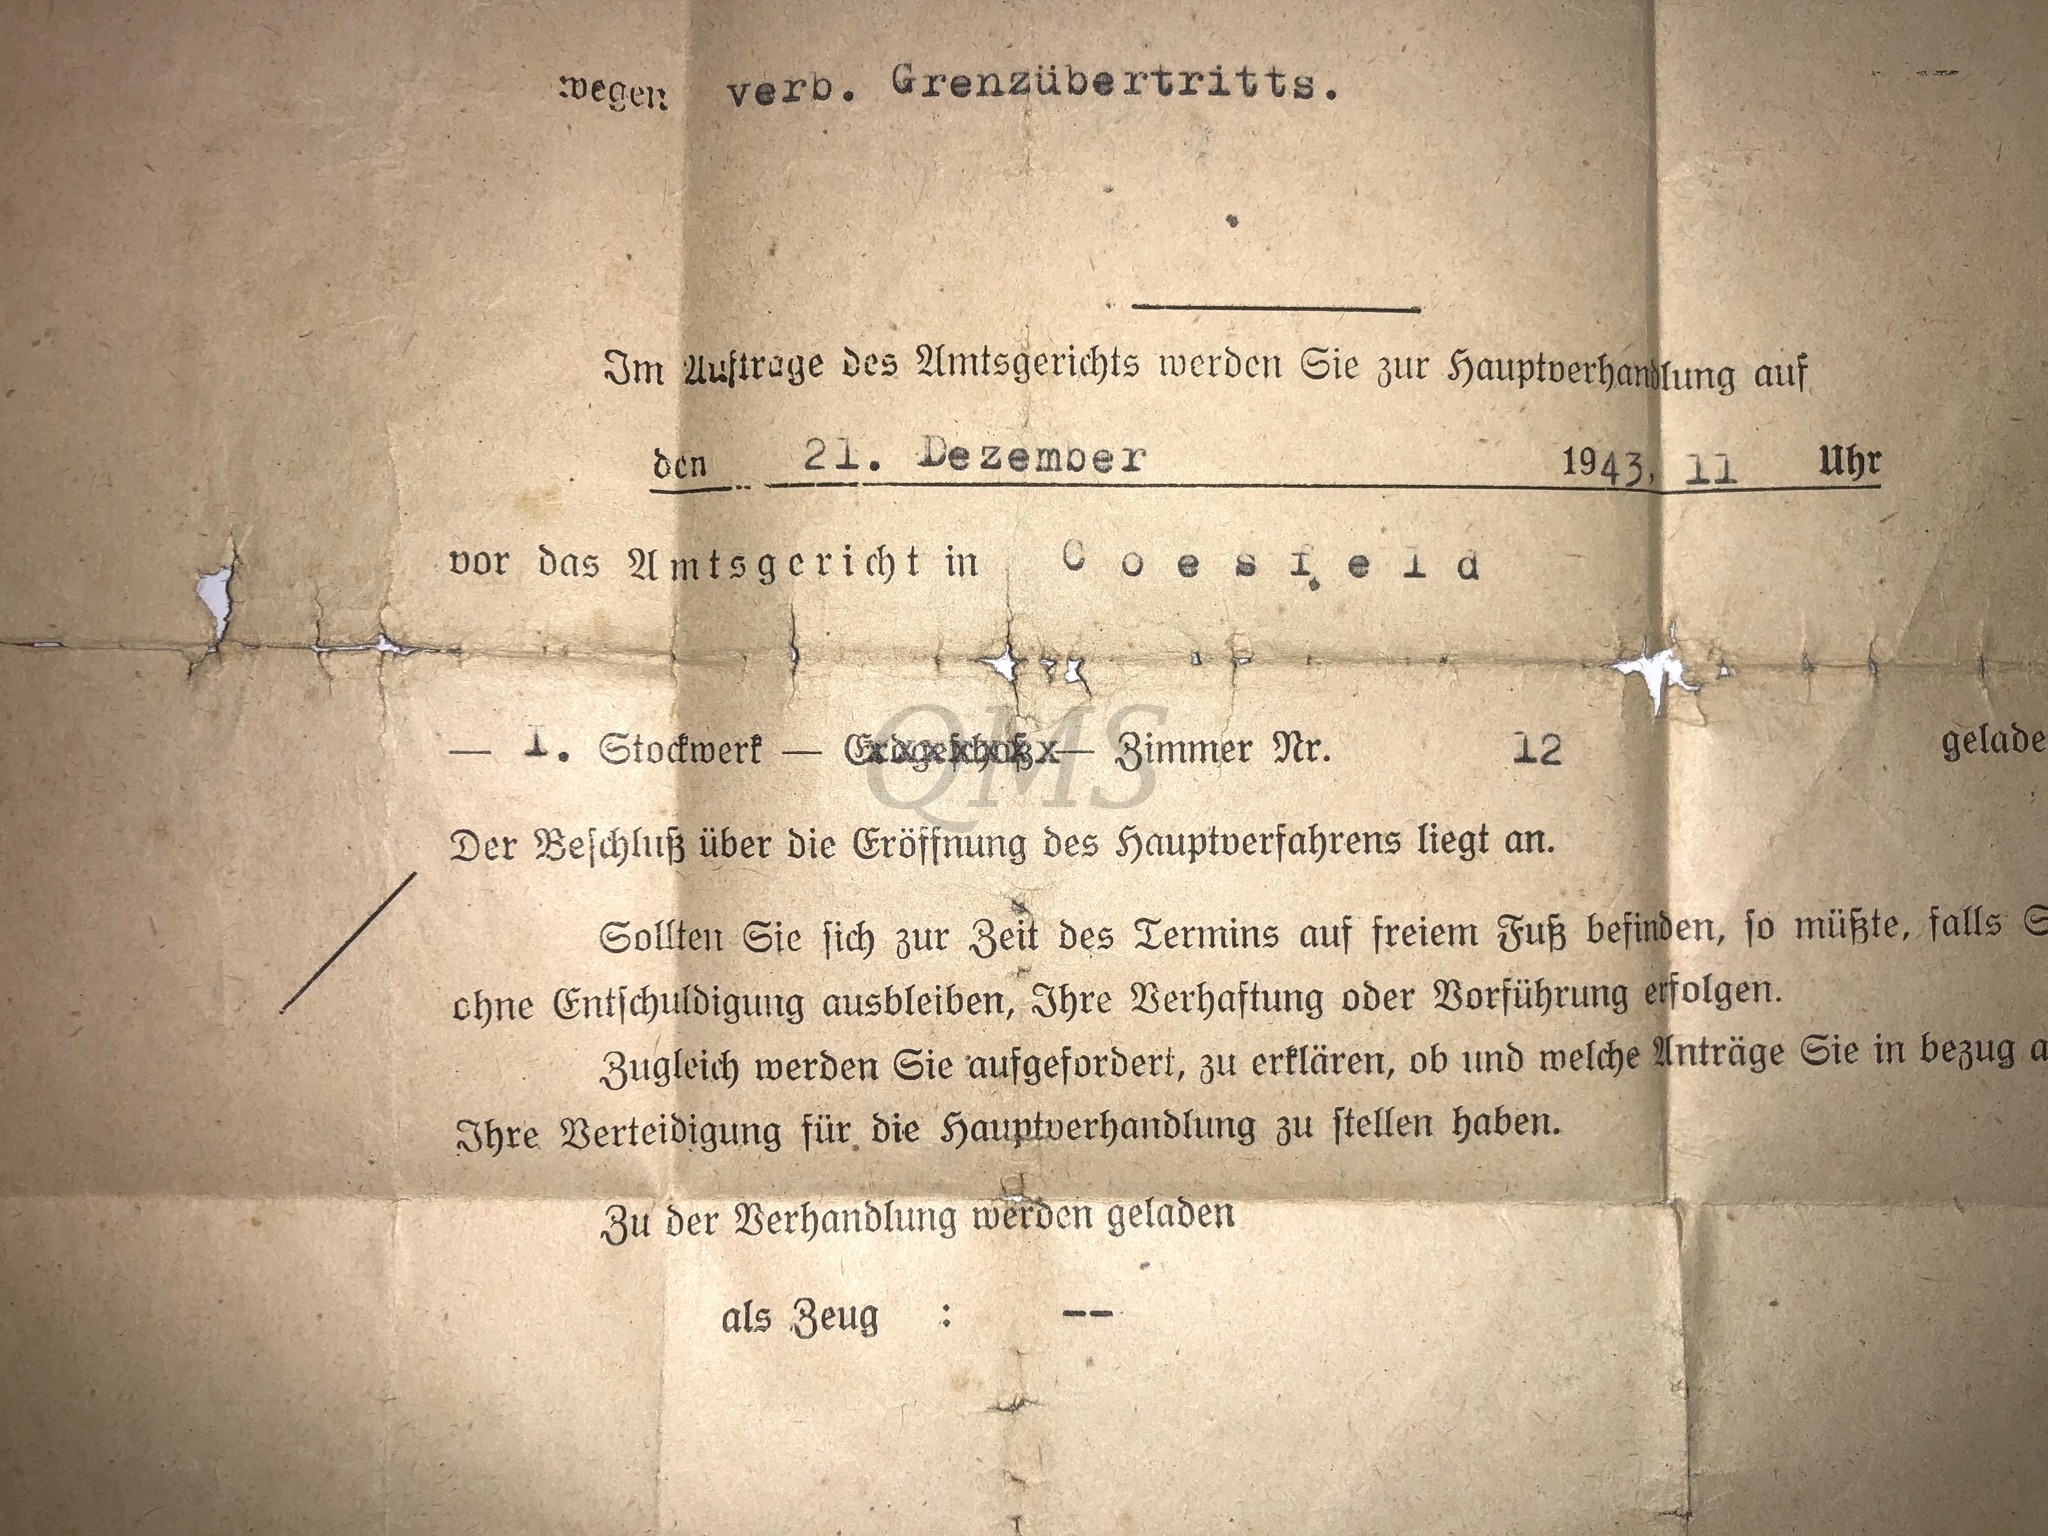 wegen verb. Grenzübertritts.
Im Auftrage des Amtsgerichts werden Sie zur Hauptverhandlung auf
den 21. Dezember 1943, 11 Uhr
vor das Amtsgericht in Coesfeld
— 1. Stockwerk — Erdgeschoß — Zimmer Nr. 12 gelade
QMS
Der Beschluß über die Eröffnung des Hauptverfahrens liegt an.
Sollten Sie sich zur Zeit des Termins auf freiem Fuß befinden, so müßte, falls S
ohne Entschuldigung ausbleiben, Ihre Verhaftung oder Vorführung erfolgen.
Zugleich werden Sie aufgefordert, zu erklären, ob und welche Anträge Sie in bezug a
Ihre Verteidigung für die Hauptverhandlung zu stellen haben.
Zu der Verhandlung werden geladen
als Zeug : --